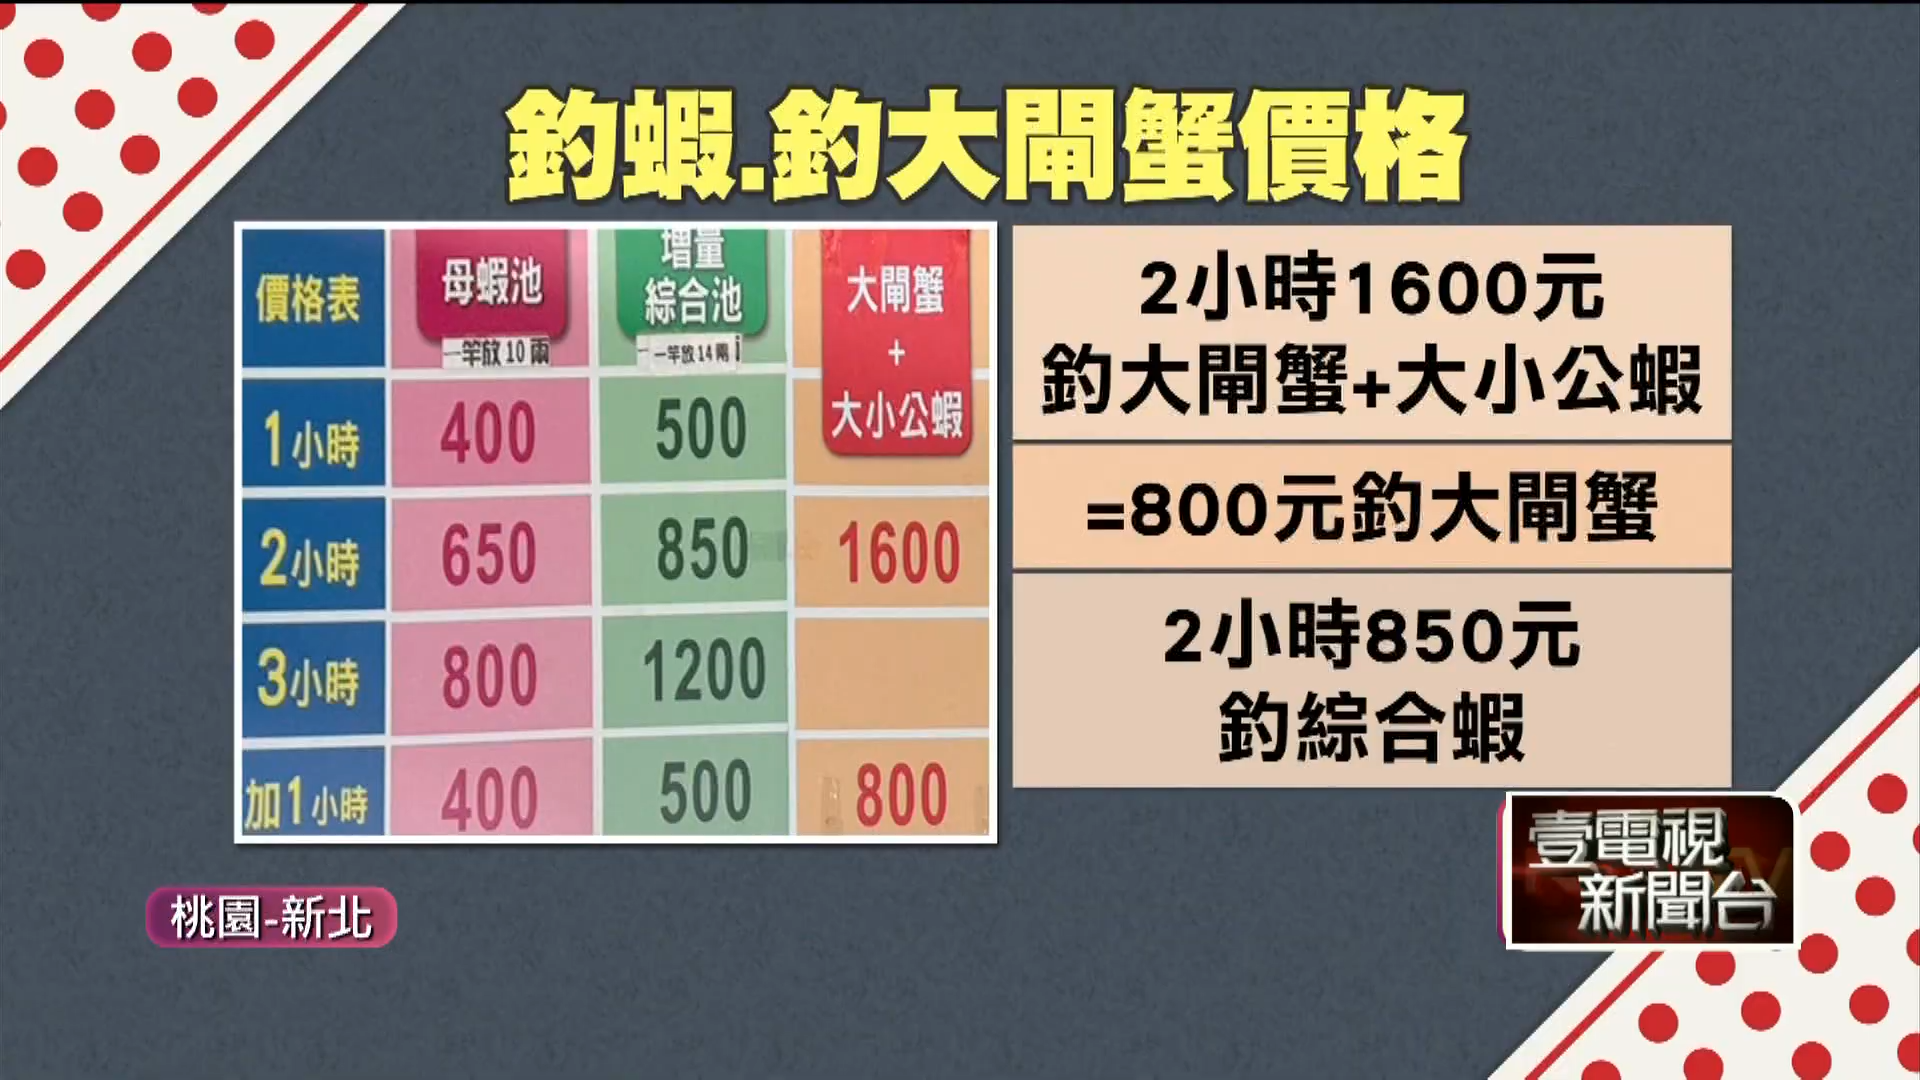 釣蝦.釣大閘蟹價格
價格表
母蝦池
一竿放10兩
增量
綜合池
一竿放14兩
大閘蟹
+
大小公蝦
1小時 400 500
2小時 650 850 1600
3小時 800 1200
加1小時 400 500 800
2小時1600元
釣大閘蟹+大小公蝦
=800元釣大閘蟹
2小時850元
釣綜合蝦
壹電視
新聞台
桃園-新北